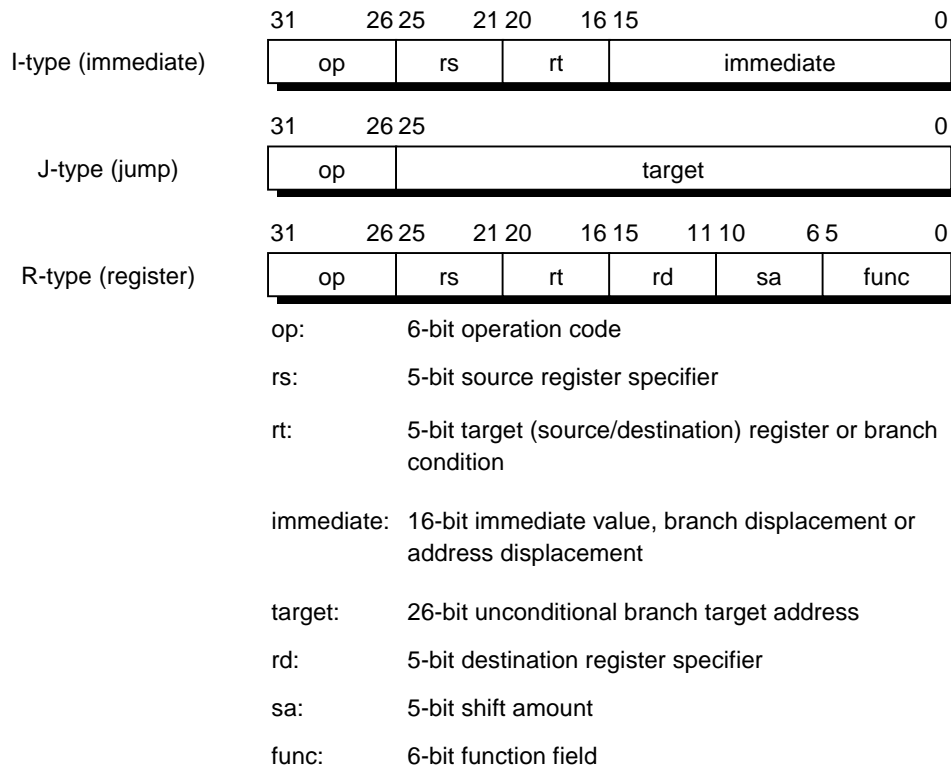 31 26 25 21 20 16 15 0
I-type (immediate) op rs rt immediate
31 26 25 0
J-type (jump) op target
31 26 25 21 20 16 15 11 10 6 5 0
R-type (register) op rs rt rd sa func
op: 6-bit operation code
rs: 5-bit source register specifier
rt: 5-bit target (source/destination) register or branch
condition
immediate: 16-bit immediate value, branch displacement or
address displacement
target: 26-bit unconditional branch target address
rd: 5-bit destination register specifier
sa: 5-bit shift amount
func: 6-bit function field